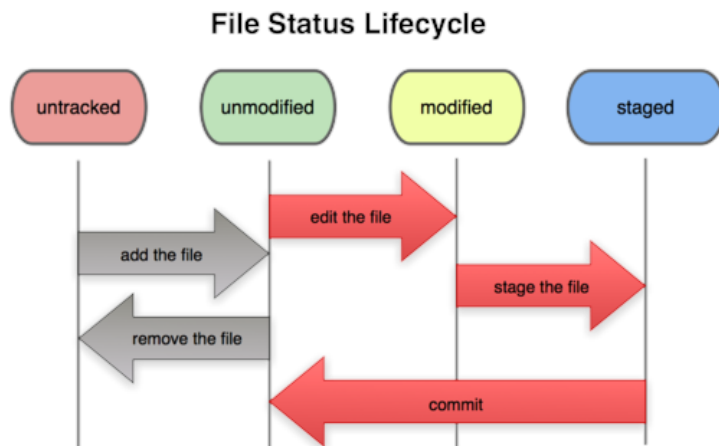 File Status Lifecycle
untracked
unmodified
modified
staged
edit the file
add the file
stage the file
remove the file
commit